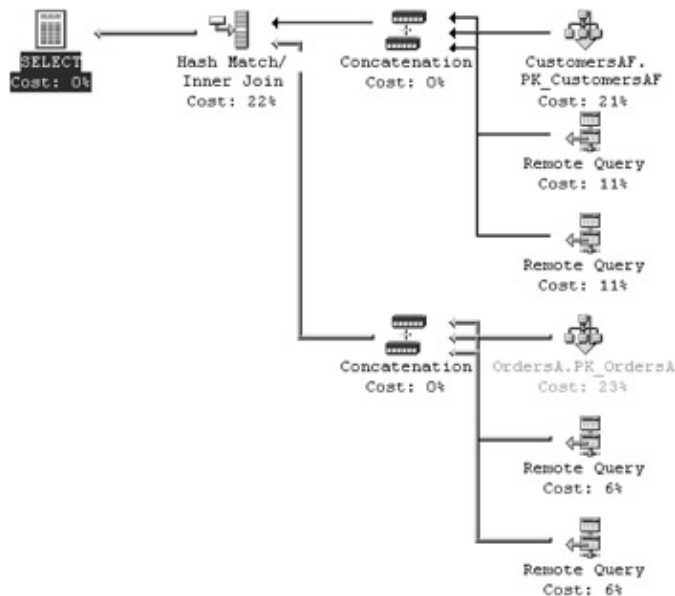 SELECT
Cost: 0%
Hash Match/
Inner Join
Cost: 22%
Concatenation
Cost: 0%
CustomersAF.
PK_CustomersAF
Cost: 21%
Remote Query
Cost: 11%
Remote Query
Cost: 11%
Concatenation
Cost: 0%
OrdersA.PK_OrdersA
Cost: 23%
Remote Query
Cost: 6%
Remote Query
Cost: 6%